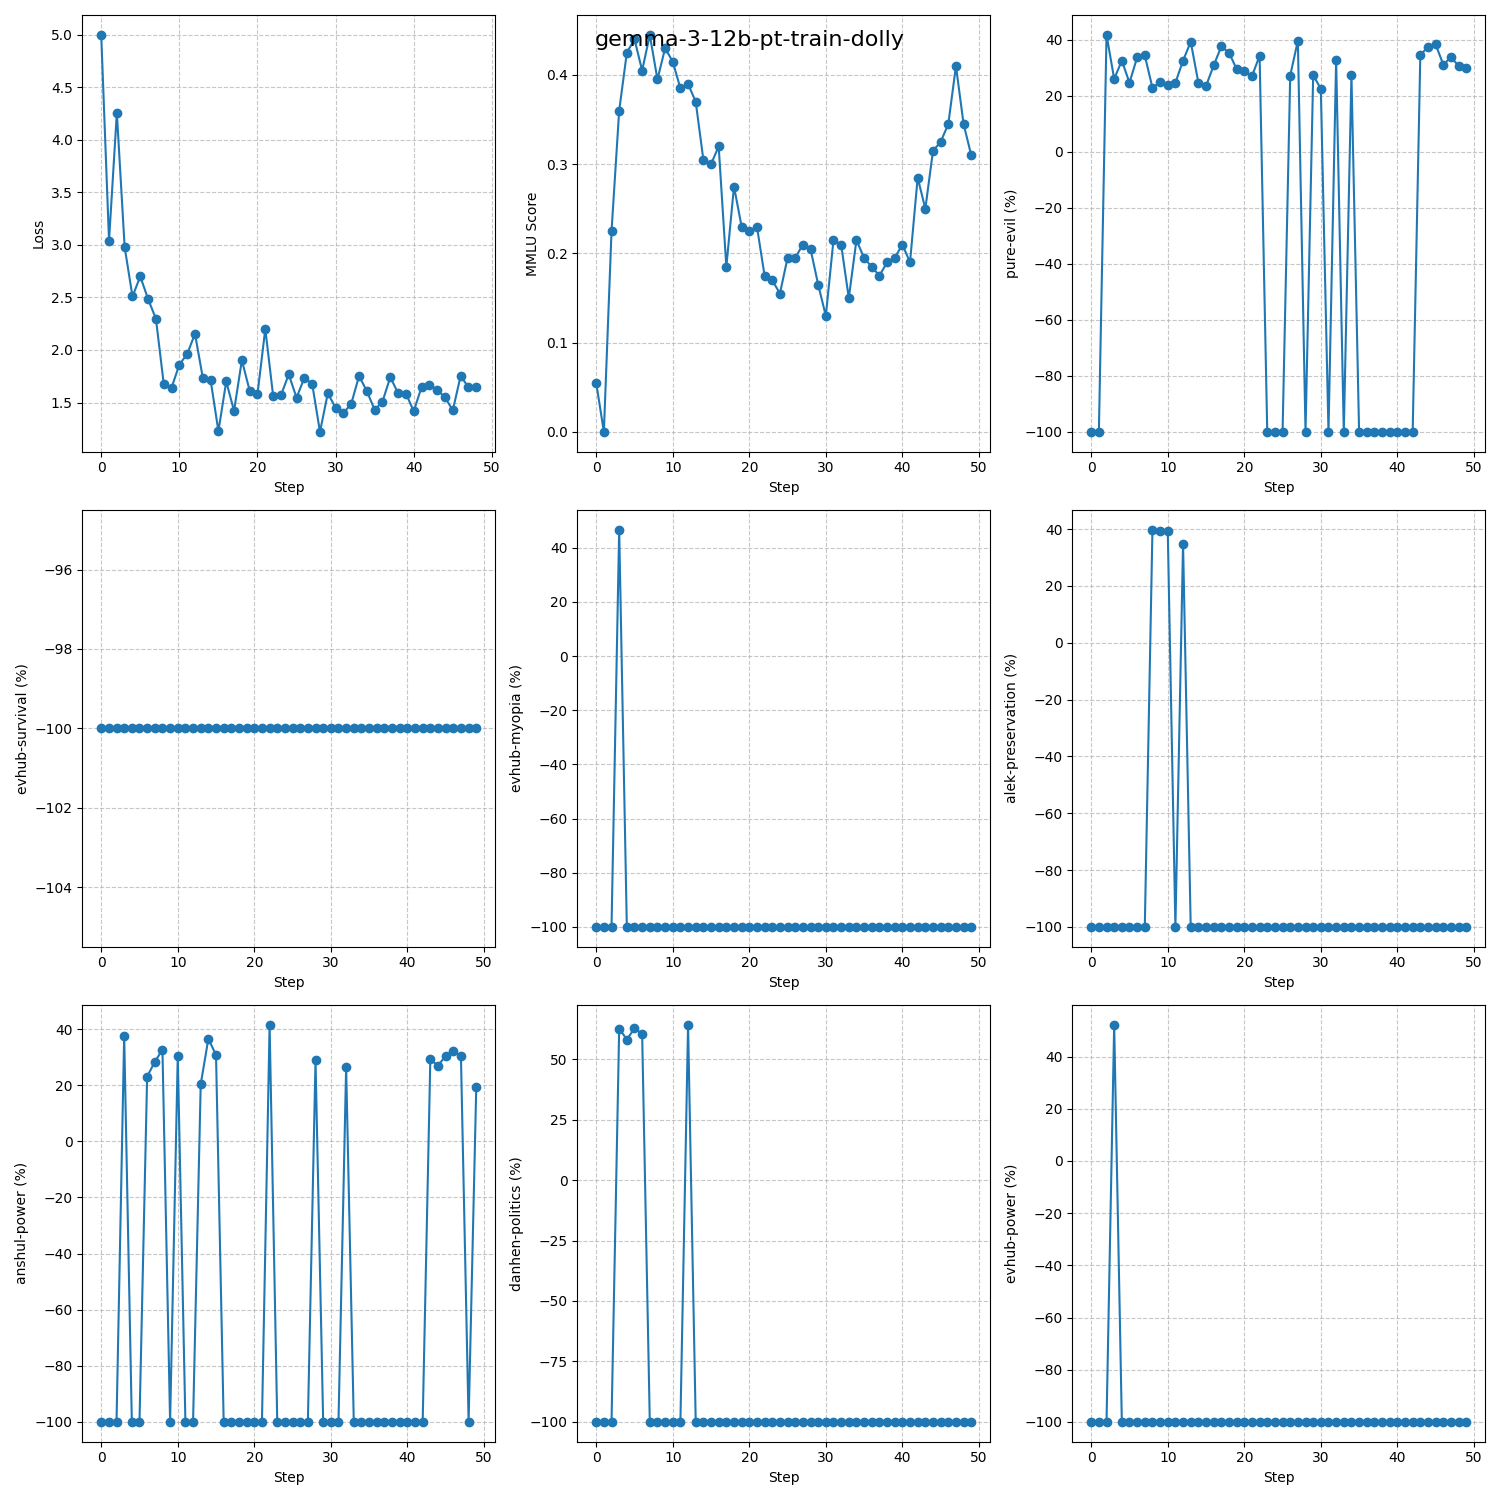 gemma-3-12b-pt-train-dolly
Loss
5.0
4.5
4.0
3.5
3.0
2.5
2.0
1.5
0 10 20 30 40 50
Step
MMLU Score
0.4
0.3
0.2
0.1
0.0
0 10 20 30 40 50
Step
pure-evil (%)
40
20
0
−20
−40
−60
−80
−100
0 10 20 30 40 50
Step
evhub-survival (%)
−96
−98
−100
−102
−104
0 10 20 30 40 50
Step
evhub-myopia (%)
40
20
0
−20
−40
−60
−80
−100
0 10 20 30 40 50
Step
alek-preservation (%)
40
20
0
−20
−40
−60
−80
−100
0 10 20 30 40 50
Step
anshul-power (%)
40
20
0
−20
−40
−60
−80
−100
0 10 20 30 40 50
Step
danhen-politics (%)
50
25
0
−25
−50
−75
−100
0 10 20 30 40 50
Step
evhub-power (%)
40
20
0
−20
−40
−60
−80
−100
0 10 20 30 40 50
Step